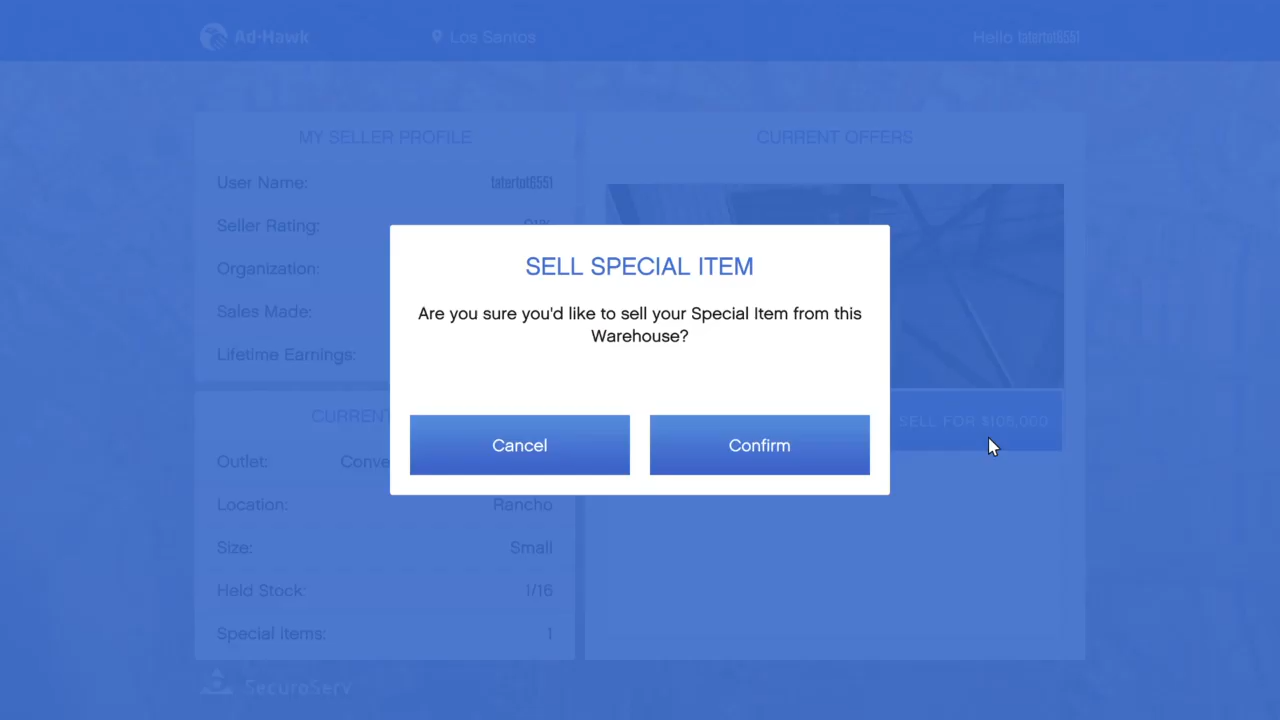 Ad-Hawk
Los Santos
Hello tatertot6551
MY SELLER PROFILE
CURRENT OFFERS
User Name: tatertot6551
Seller Rating: 91%
Organization:
Sales Made:
Lifetime Earnings:
SELL SPECIAL ITEM
Are you sure you'd like to sell your Special Item from this
Warehouse?
Cancel
Confirm
SELL FOR $105,000
CURRENT
Outlet:
Location: Rancho
Size: Small
Held Stock: 1/16
Special Items: 1
SecuroServ